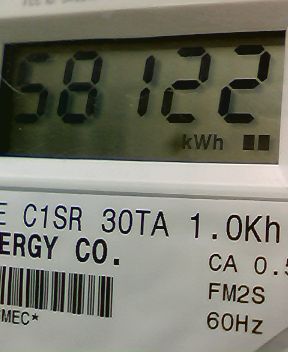 58122
kWh
E C1SR 30TA 1.0Kh
ERGY CO.
CA 0.5
FM2S
MEC*
60Hz